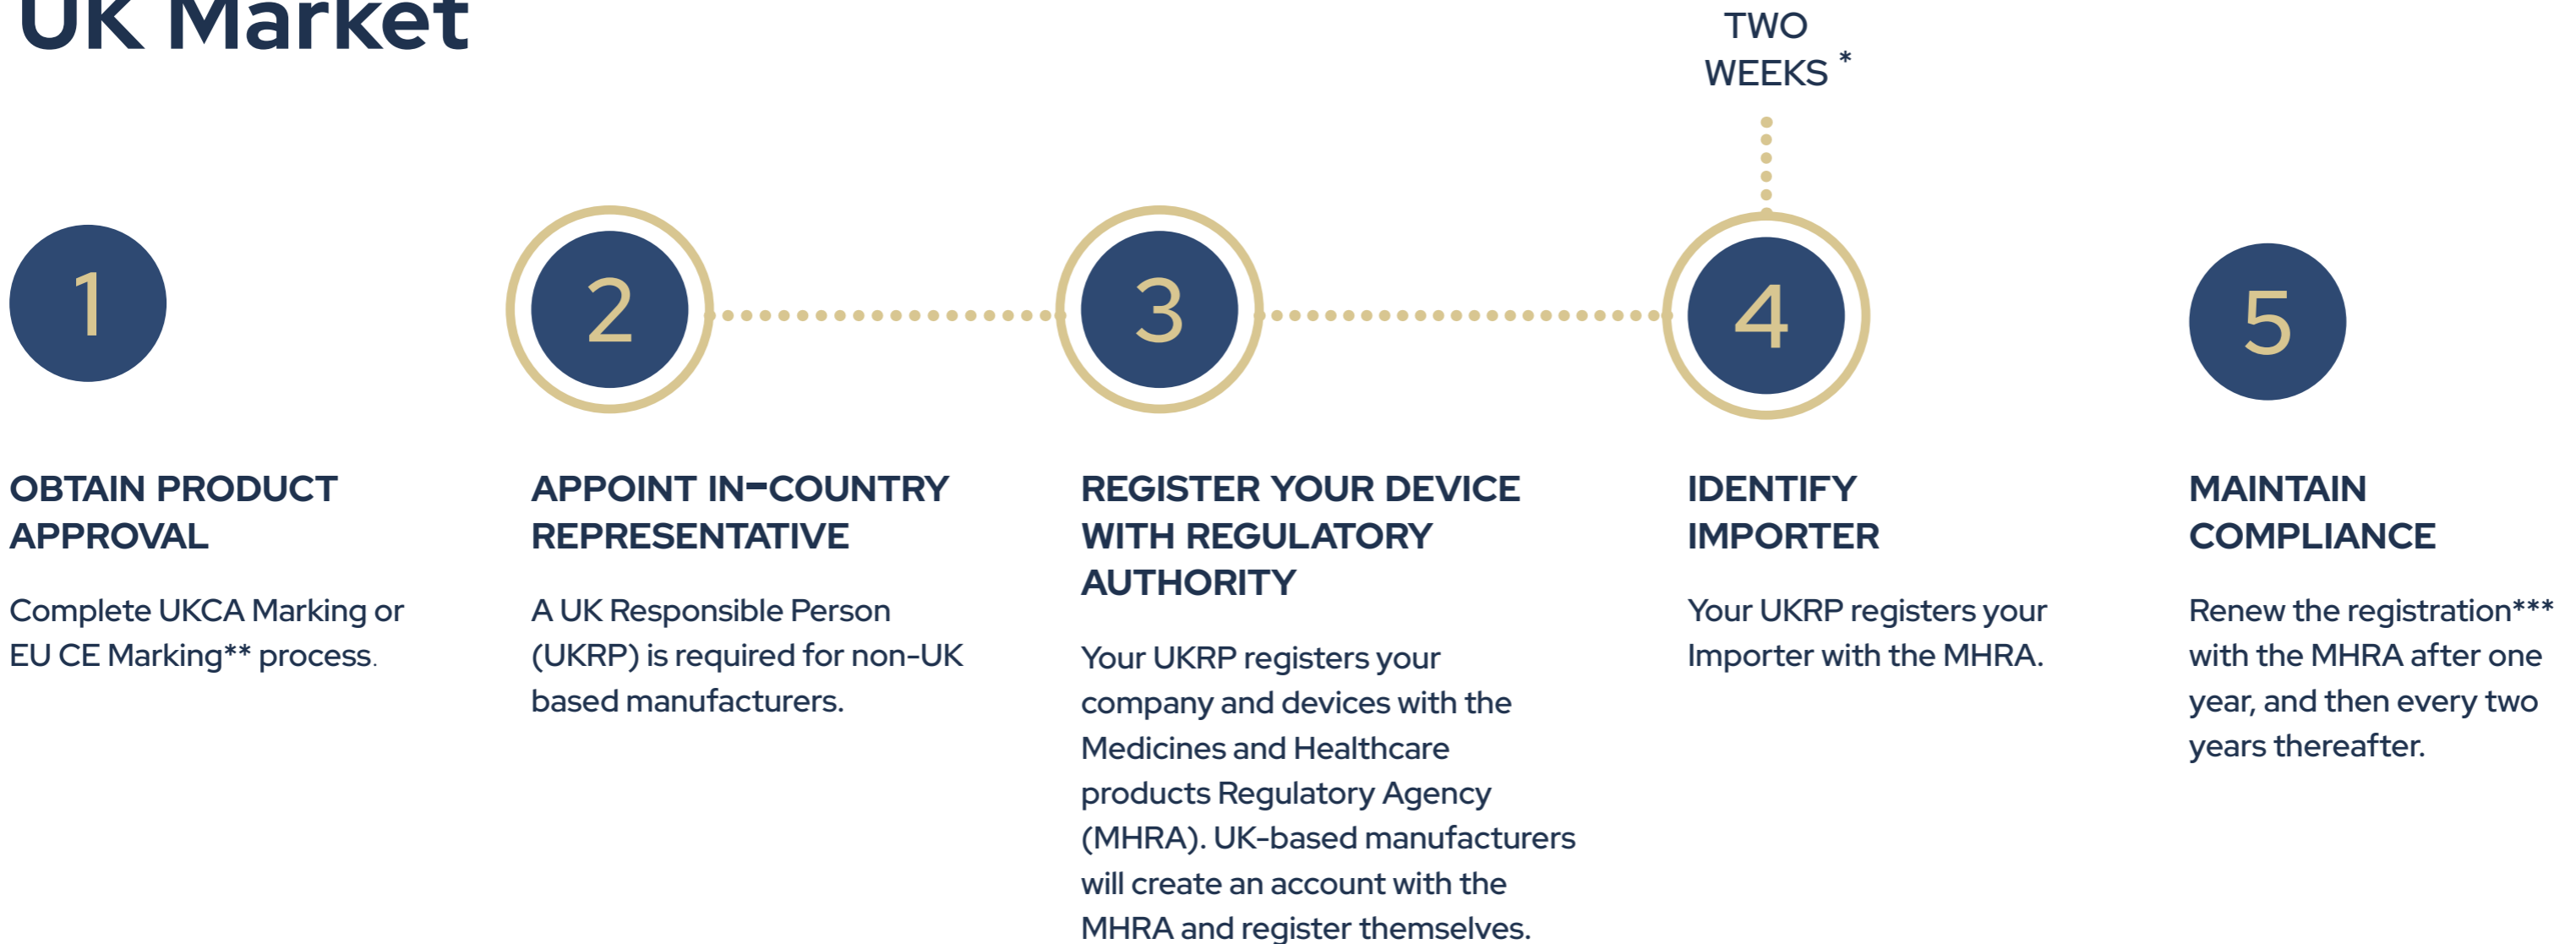 UK Market
TWO
WEEKS *
1
2
3
4
5
OBTAIN PRODUCT
APPROVAL
Complete UKCA Marking or
EU CE Marking** process.
APPOINT IN-COUNTRY
REPRESENTATIVE
A UK Responsible Person
(UKRP) is required for non-UK
based manufacturers.
REGISTER YOUR DEVICE
WITH REGULATORY
AUTHORITY
Your UKRP registers your
company and devices with the
Medicines and Healthcare
products Regulatory Agency
(MHRA). UK-based manufacturers
will create an account with the
MHRA and register themselves.
IDENTIFY
IMPORTER
Your UKRP registers your
Importer with the MHRA.
MAINTAIN
COMPLIANCE
Renew the registration***
with the MHRA after one
year, and then every two
years thereafter.